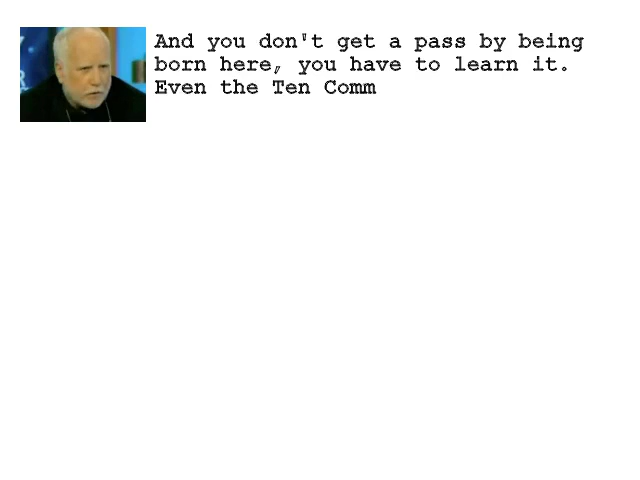 And you don't get a pass by being
born here, you have to learn it.
Even the Ten Comm